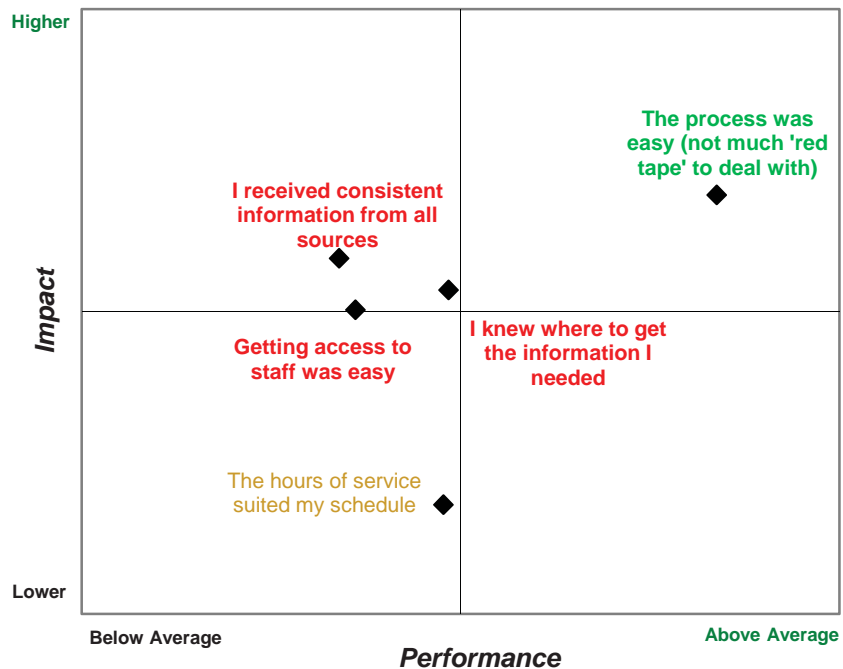 Higher
The process was
easy (not much 'red
tape' to deal with)
I received consistent
information from all
sources
Impact
I knew where to get
the information I
needed
Getting access to
staff was easy
The hours of service
suited my schedule
Lower
Below Average
Above Average
Performance